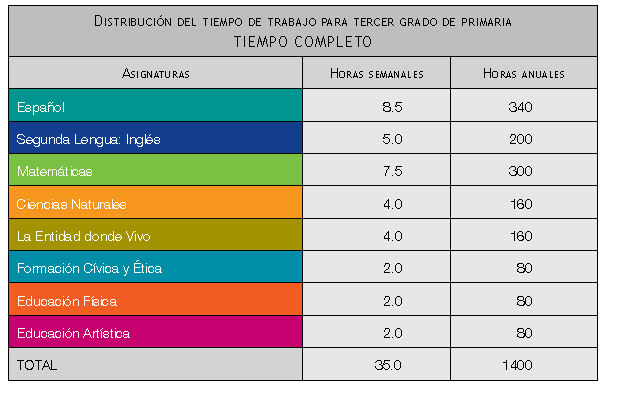 Distribución del tiempo de trabajo para tercer grado de primaria
TIEMPO COMPLETO
Asignaturas Horas semanales Horas anuales
Español 8.5 340
Segunda Lengua: Inglés 5.0 200
Matemáticas 7.5 300
Ciencias Naturales 4.0 160
La Entidad donde Vivo 4.0 160
Formación Cívica y Ética 2.0 80
Educación Física 2.0 80
Educación Artística 2.0 80
TOTAL 35.0 1400